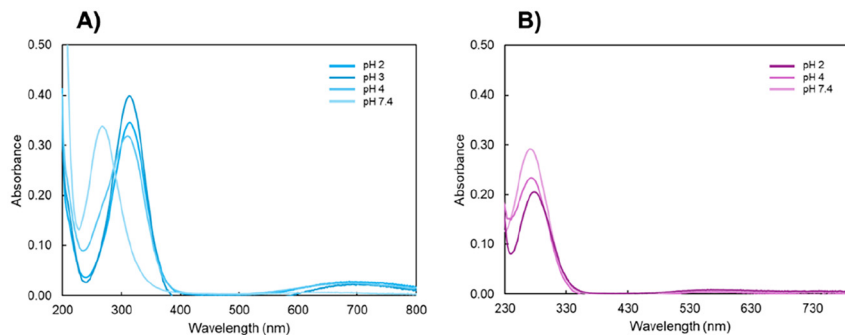 A)
0.50
0.40
0.30
0.20
0.10
0.00
Absorbance
200 300 400 500 600 700 800
Wavelength (nm)
pH 2
pH 3
pH 4
pH 7.4
B)
0.50
0.40
0.30
0.20
0.10
0.00
Absorbance
230 330 430 530 630 730
Wavelength (nm)
pH 2
pH 4
pH 7.4